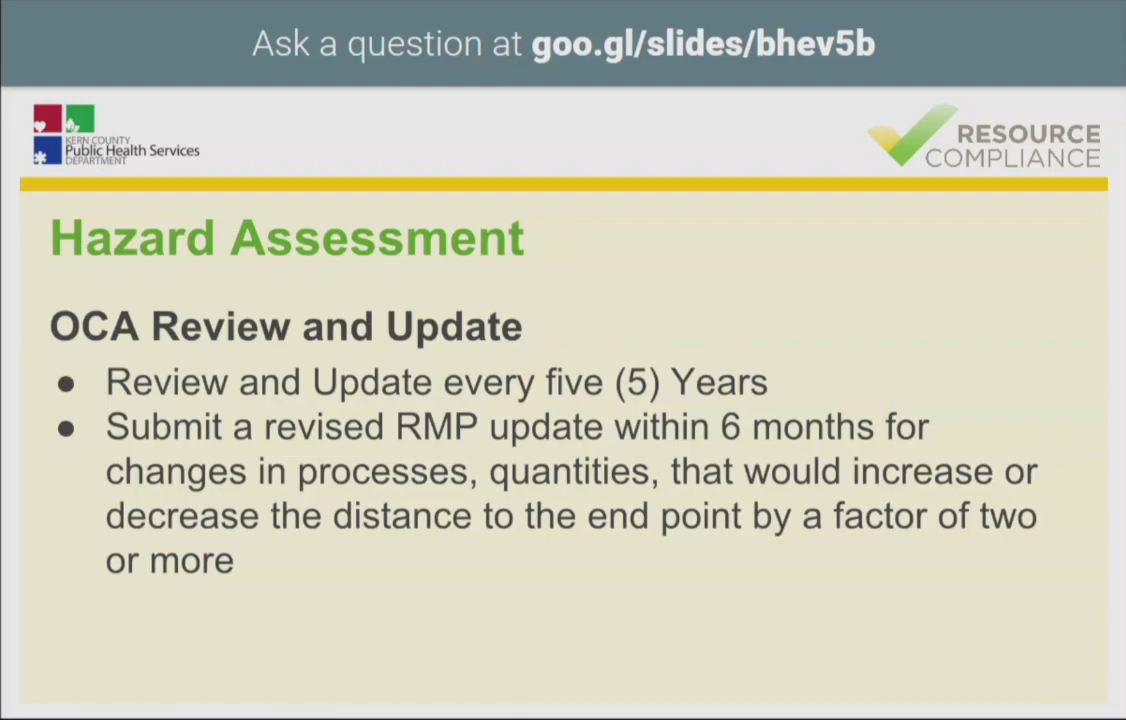 Ask a question at goo.gl/slides/bhev5b
KERN COUNTY
Public Health Services
DEPARTMENT
RESOURCE
COMPLIANCE
Hazard Assessment
OCA Review and Update
● Review and Update every five (5) Years
● Submit a revised RMP update within 6 months for
changes in processes, quantities, that would increase or
decrease the distance to the end point by a factor of two
or more